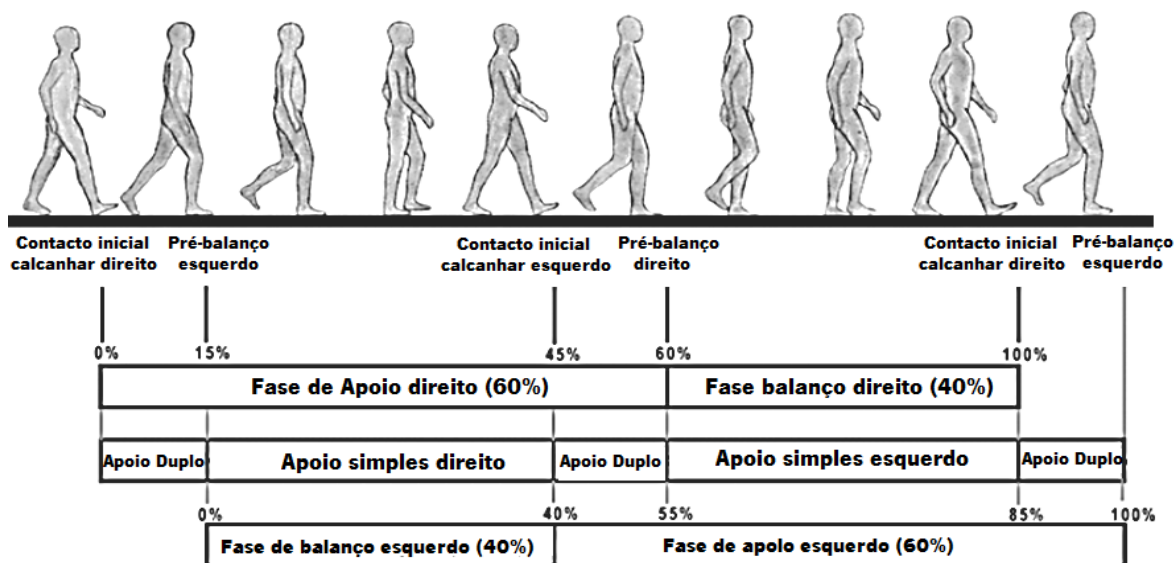 Contacto inicial
calcanhar direito
Pré-balanço
esquerdo
Contacto inicial
calcanhar esquerdo
Pré-balanço
direito
Contacto inicial
calcanhar direito
Pré-balanço
esquerdo
0% 15% 45% 60% 100%
Fase de Apoio direito (60%) Fase balanço direito (40%)
Apoio Duplo Apoio simples direito Apoio Duplo Apoio simples esquerdo Apoio Duplo
0% 40% 55% 85% 100%
Fase de balanço esquerdo (40%) Fase de apolo esquerdo (60%)